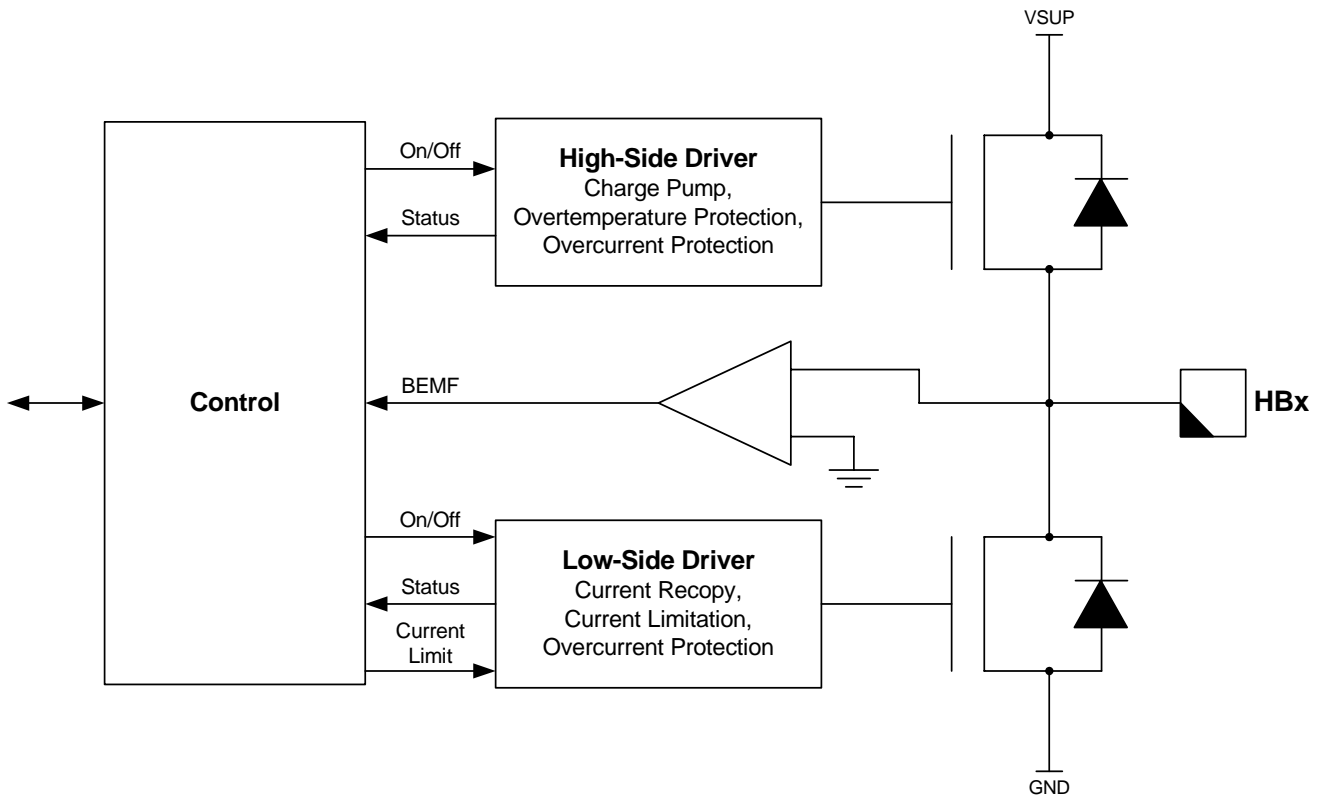 VSUP
On/Off
High-Side Driver
Charge Pump,
Overtemperature Protection,
Overcurrent Protection
Status
BEMF
Control
HBx
On/Off
Low-Side Driver
Current Recopy,
Current Limitation,
Overcurrent Protection
Status
Current
Limit
GND